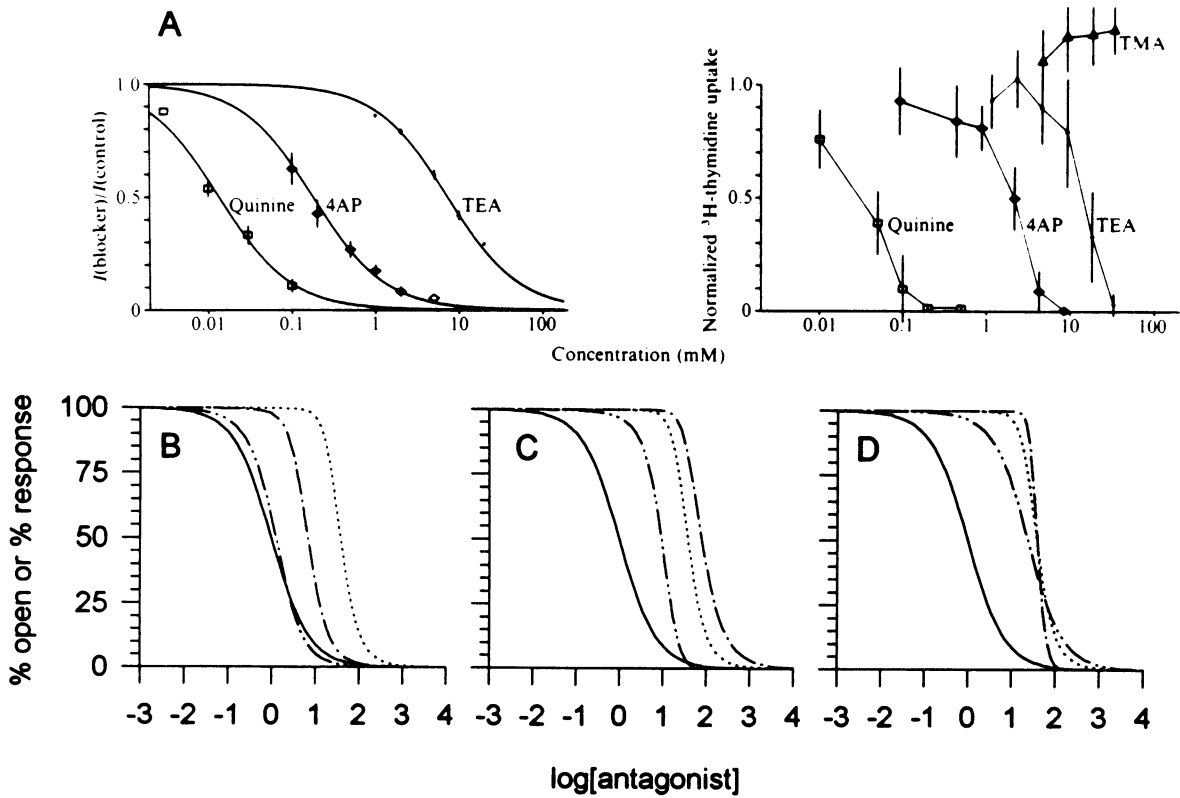 A
I(blocker)/I(control)
1.0
0.5
0
Quinine
4AP
TEA
0.01
0.1
1
10
100
Normalized ³H-thymidine uptake
1.0
0.5
0
Quinine
4AP
TEA
TMA
0.01
0.1
1
10
100
Concentration (mM)
% open or % response
100
75
50
25
0
B
C
D
-3 -2 -1 0 1 2 3 4
-3 -2 -1 0 1 2 3 4
-3 -2 -1 0 1 2 3 4
log[antagonist]